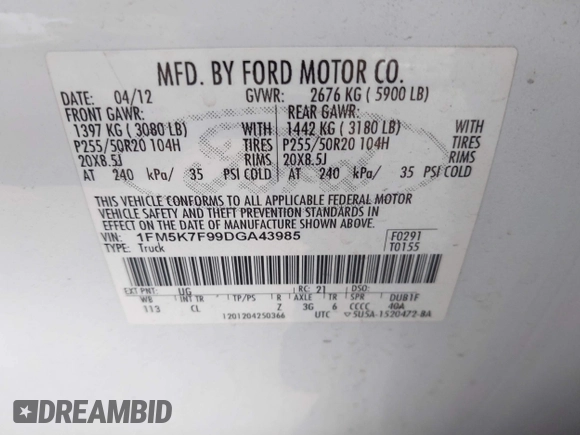 MFD. BY FORD MOTOR CO.
DATE: 04/12 GVWR: 2676 KG ( 5900 LB)
FRONT GAWR: REAR GAWR:
1397 KG ( 3080 LB) WITH 1442 KG ( 3180 LB) WITH
P255/50R20 104H TIRES P255/50R20 104H TIRES
20X8.5J RIMS 20X8.5J RIMS
AT 240 kPa/ 35 PSI COLD AT 240 kPa/ 35 PSI COLD
THIS VEHICLE CONFORMS TO ALL APPLICABLE FEDERAL MOTOR
VEHICLE SAFETY AND THEFT PREVENTION STANDARDS IN
EFFECT ON THE DATE OF MANUFACTURE SHOWN ABOVE.
VIN: 1FM5K7F99DGA43985 F0291
TYPE: Truck T0155
EXT PNT: UG RC: 21 DSO:
WB INT TR TP/PS R AXLE TR SPR DUB1F
113 CL Z 3G 6 CCCC 4GA
1201204250366 UTC 5USA-1520472-BA
DREAMBID